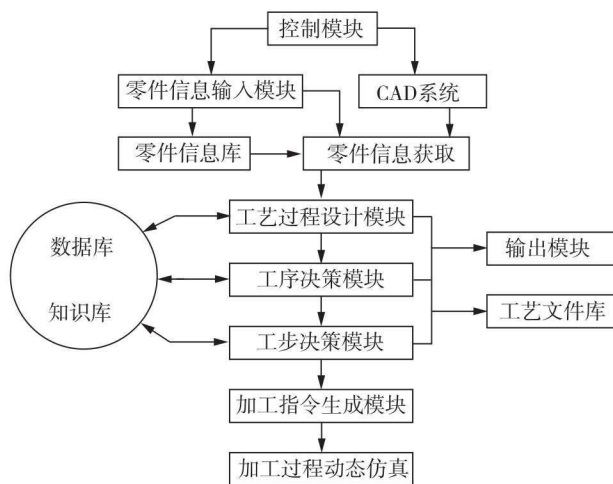 控制模块
零件信息输入模块
CAD系统
零件信息库
零件信息获取
工艺过程设计模块
数据库
输出模块
工序决策模块
知识库
工艺文件库
工步决策模块
加工指令生成模块
加工过程动态仿真